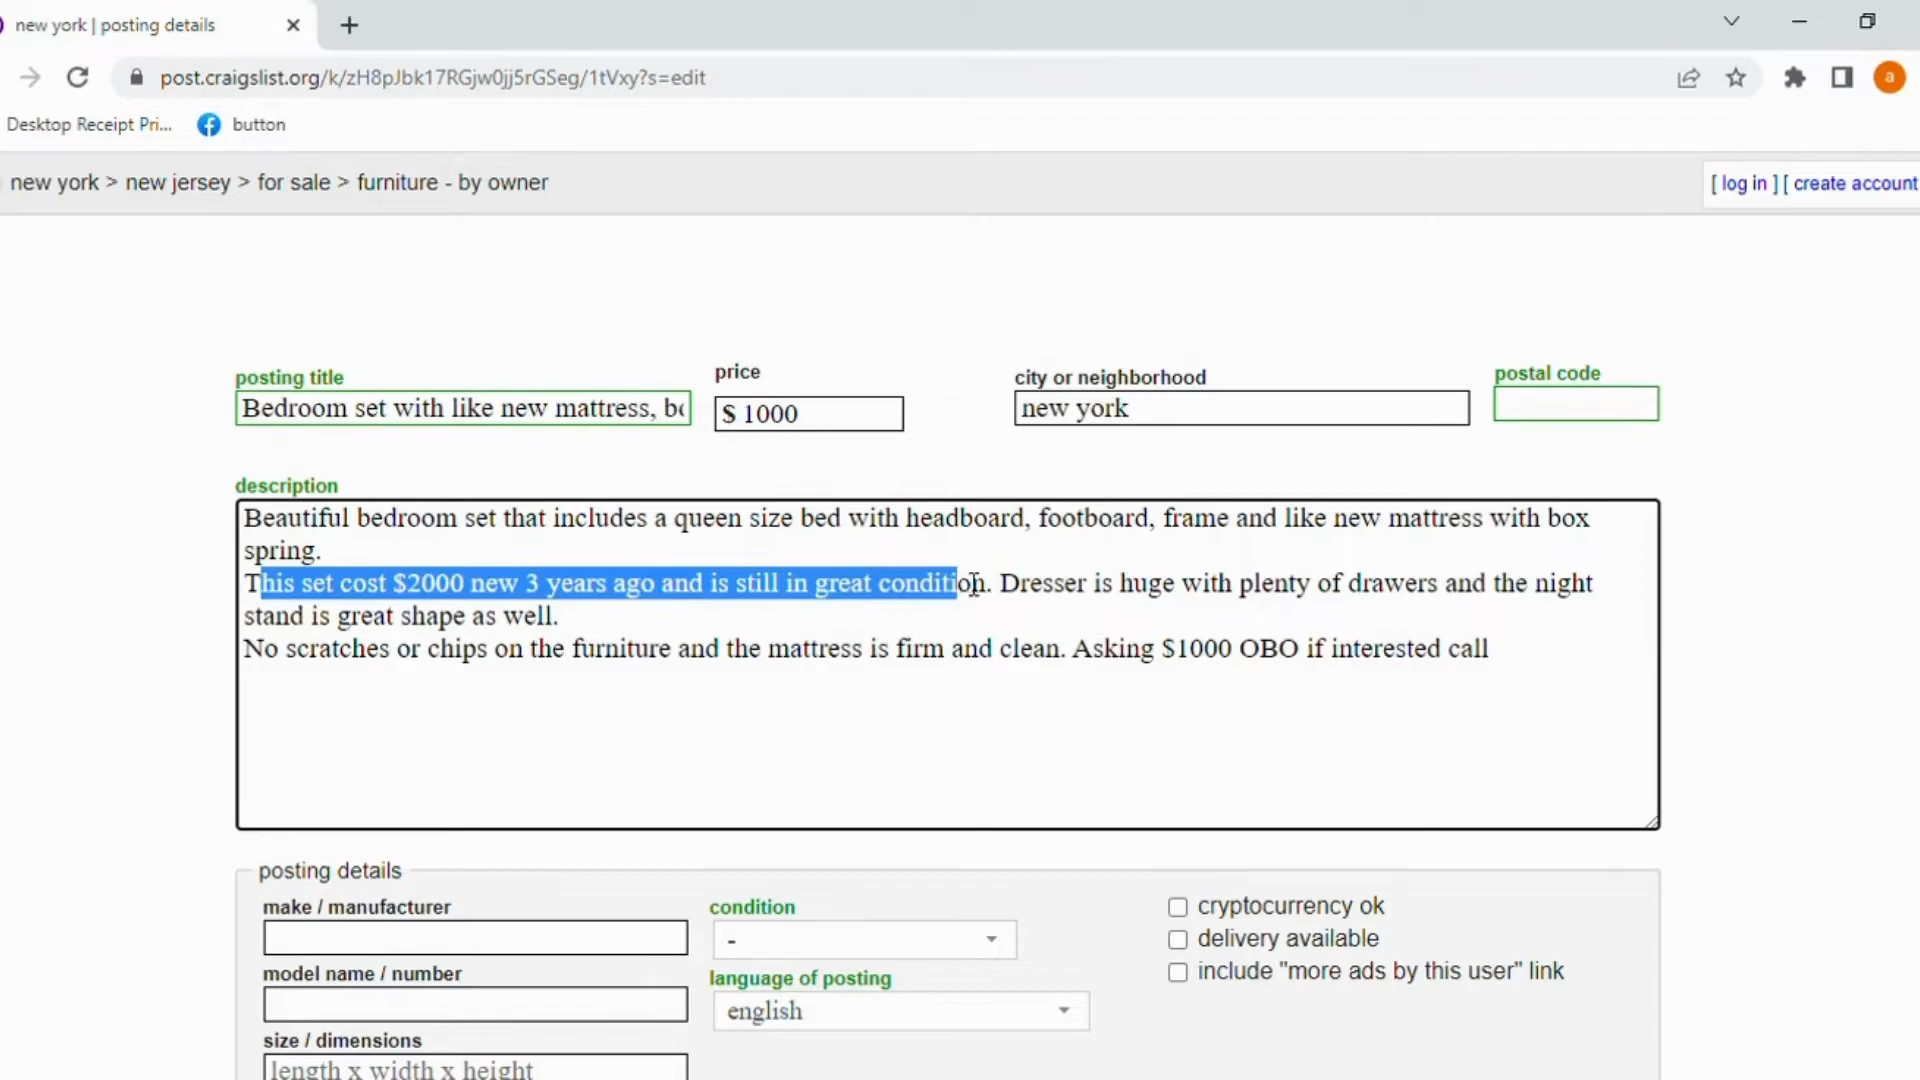 new york | posting details
post.craigslist.org/k/zH8pJbk17RGjw0jj5rGSeg/1tVxy?s=edit
a
Desktop Receipt Pri...
button
new york > new jersey > for sale > furniture - by owner
[ log in ] [ create account
posting title
price
city or neighborhood
postal code
Bedroom set with like new mattress,
$ 1000
new york
description
Beautiful bedroom set that includes a queen size bed with headboard, footboard, frame and like new mattress with box
spring.
This set cost $2000 new 3 years ago and is still in great condition. Dresser is huge with plenty of drawers and the night
stand is great shape as well.
No scratches or chips on the furniture and the mattress is firm and clean. Asking $1000 OBO if interested call
posting details
make / manufacturer
condition
-
cryptocurrency ok
delivery available
include "more ads by this user" link
model name / number
language of posting
english
size / dimensions
length x width x height